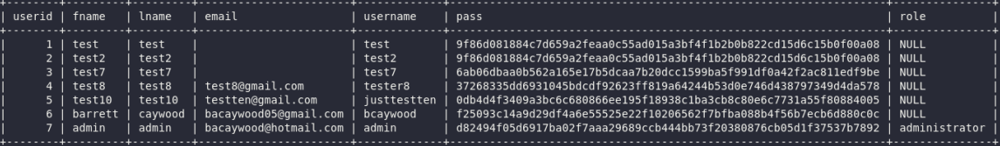 | userid | fname | lname | email | username | pass | role |
| 1 | test | test | | test | 9f86d081884c7d659a2feaa0c55ad015a3bf4f1b2b0b822cd15d6c15b0f00a08 | NULL |
| 2 | test2 | test2 | | test2 | 9f86d081884c7d659a2feaa0c55ad015a3bf4f1b2b0b822cd15d6c15b0f00a08 | NULL |
| 3 | test7 | test7 | | test7 | 6ab06dbaa0b562a165e17b5dcaa7b20dcc1599ba5f991df0a42f2ac811edf9be | NULL |
| 4 | test8 | test8 | test8@gmail.com | tester8 | 37268335dd6931045bdcdf92623ff819a64244b53d0e746d438797349d4da578 | NULL |
| 5 | test10 | test10 | testten@gmail.com | justtestten | 0db4d4f3409a3bc6c680866ee195f18938c1ba3cb8c80e6c7731a55f80884005 | NULL |
| 6 | barrett | caywood | bacaywood05@gmail.com | bcaywood | f25093c14a9d29df4a6e55525e22f10206562f7bfba088b4f56b7ecb6d880c0c | NULL |
| 7 | admin | admin | bacaywood@hotmail.com | admin | d82494f05d6917ba02f7aaa29689ccb444bb73f20380876cb05d1f37537b7892 | administrator |